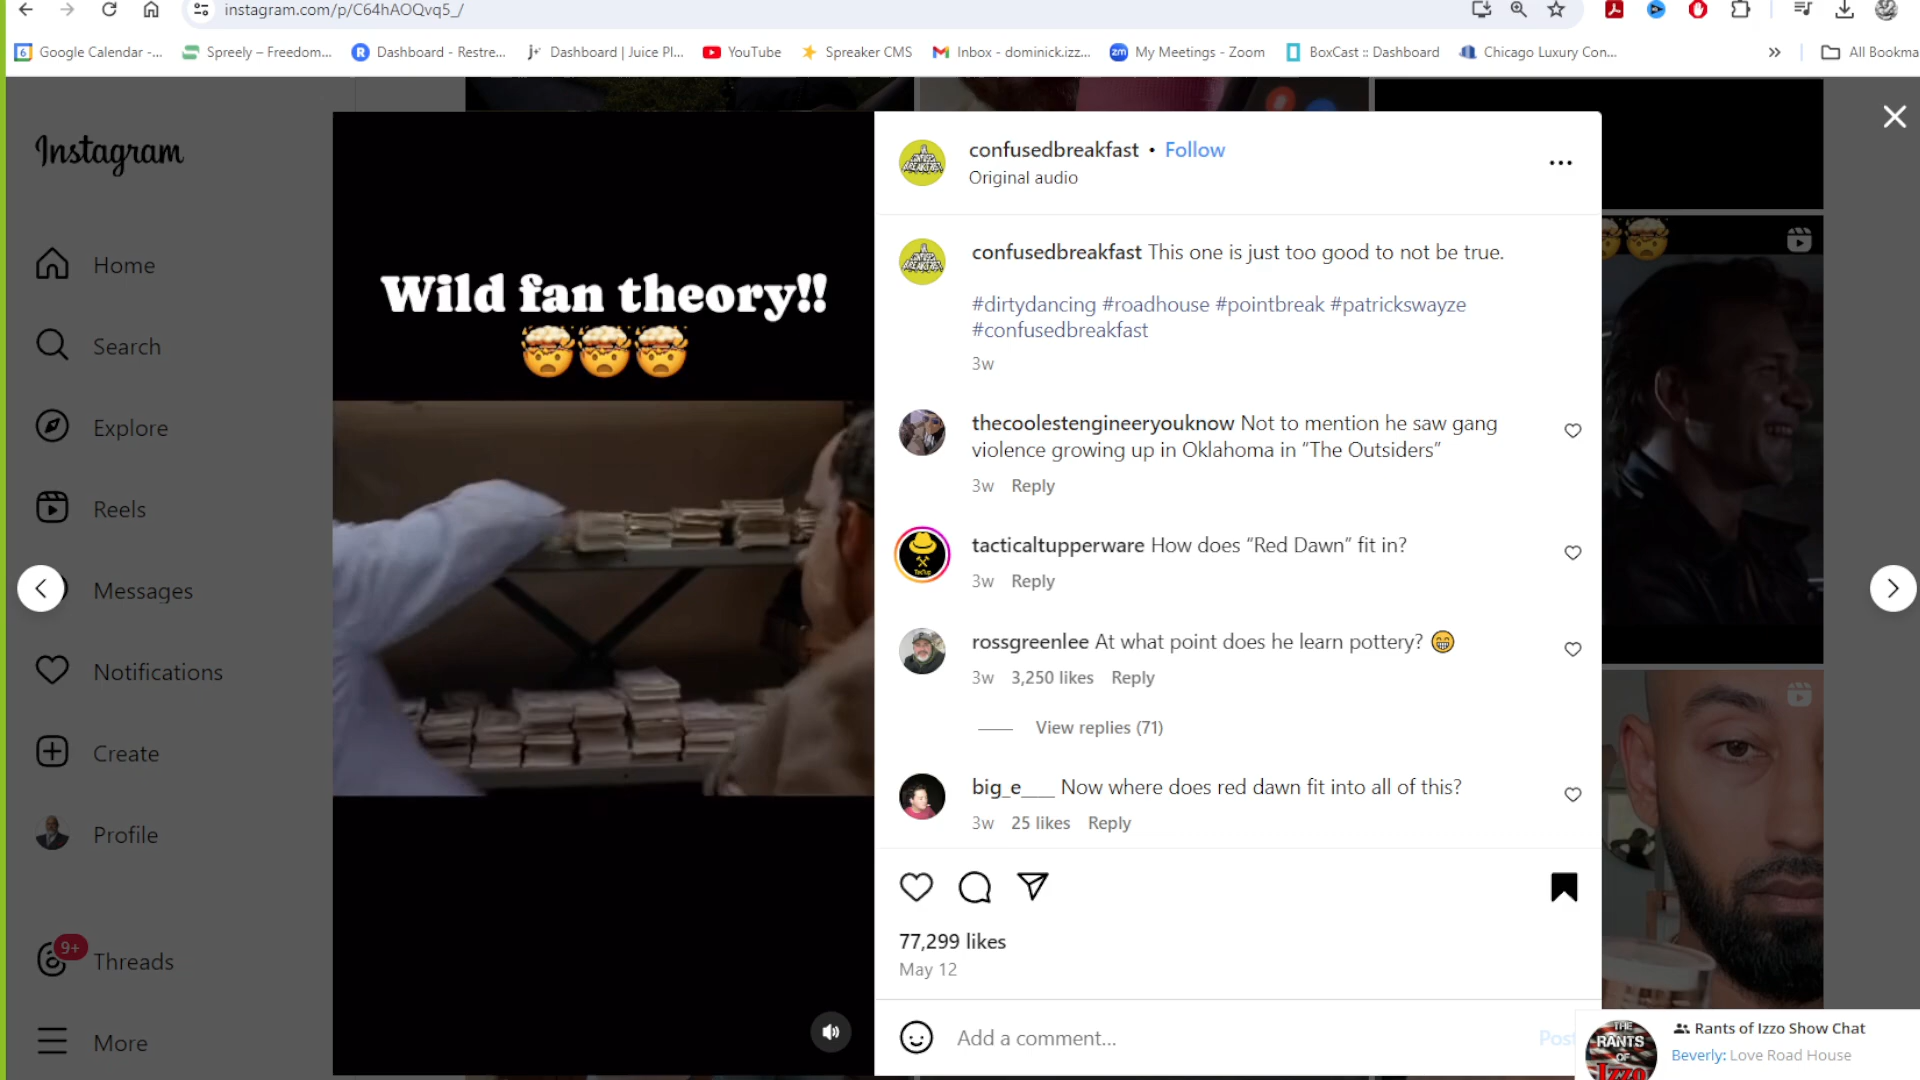 instagram.com/p/C64hAOQvq5_/
Google Calendar -... Spreely – Freedom... Dashboard - Restre... Dashboard | Juice Pl... YouTube Spreaker CMS Inbox - dominick.izz... My Meetings - Zoom BoxCast :: Dashboard Chicago Luxury Con... » All Bookma
Instagram
Home
Search
Explore
Reels
Messages
Notifications
Create
Profile
9+
Threads
More
Wild fan theory!!
confusedbreakfast • Follow
Original audio
confusedbreakfast This one is just too good to not be true.
#dirtydancing #roadhouse #pointbreak #patrickswayze
#confusedbreakfast
3w
thecoolestengineeryouknow Not to mention he saw gang
violence growing up in Oklahoma in “The Outsiders”
3w Reply
tacticaltupperware How does “Red Dawn” fit in?
3w Reply
rossgreenlee At what point does he learn pottery?
3w 3,250 likes Reply
View replies (71)
big_e___ Now where does red dawn fit into all of this?
3w 25 likes Reply
77,299 likes
May 12
Add a comment...
Post
THE
RANTS
OF
Izzo
Rants of Izzo Show Chat
Beverly: Love Road House